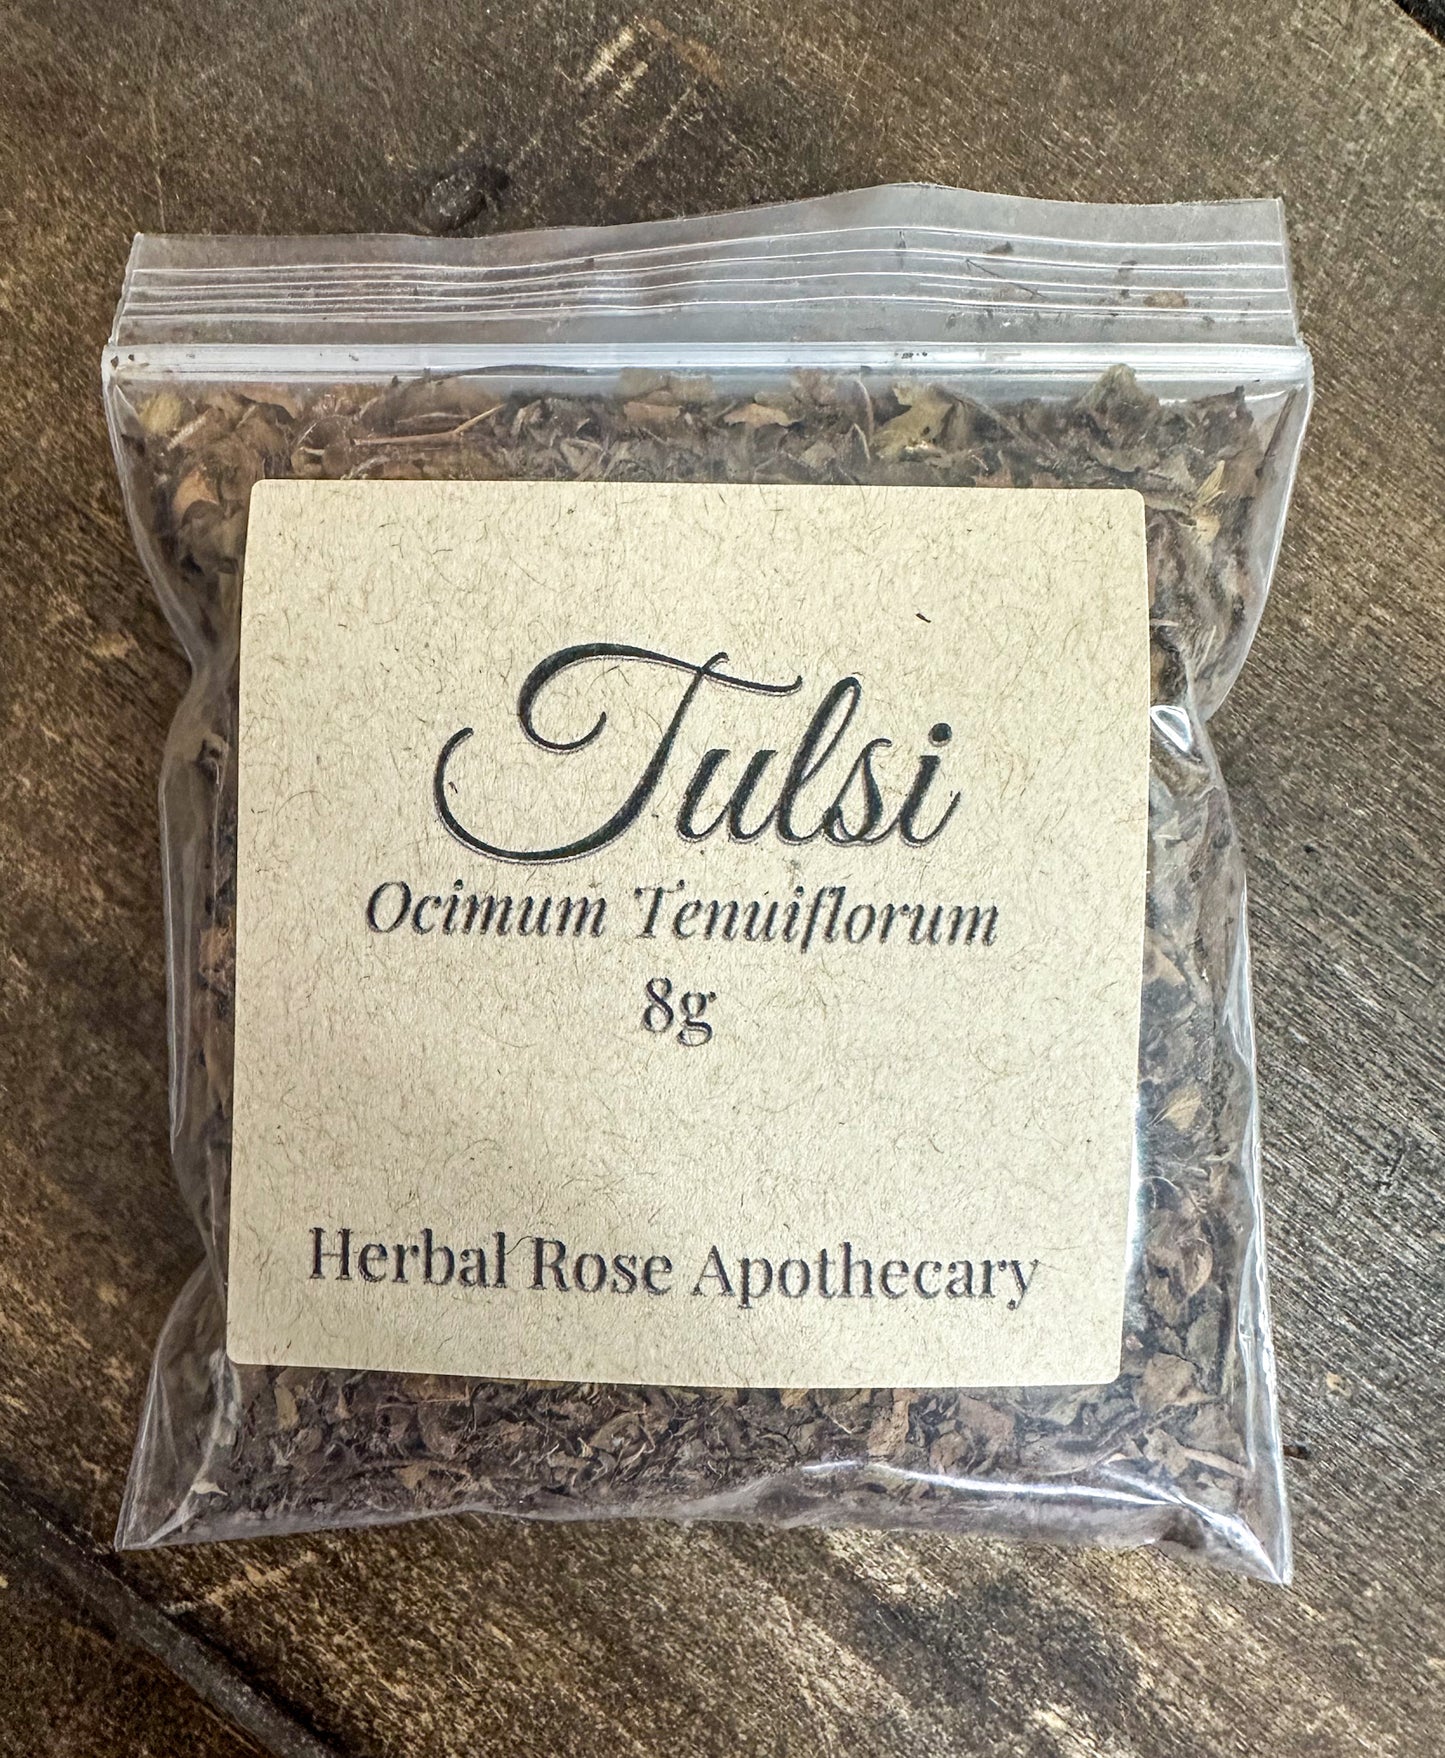 Tulsi
Ocimum Tenuiflorum
8g
Herbal Rose Apothecary